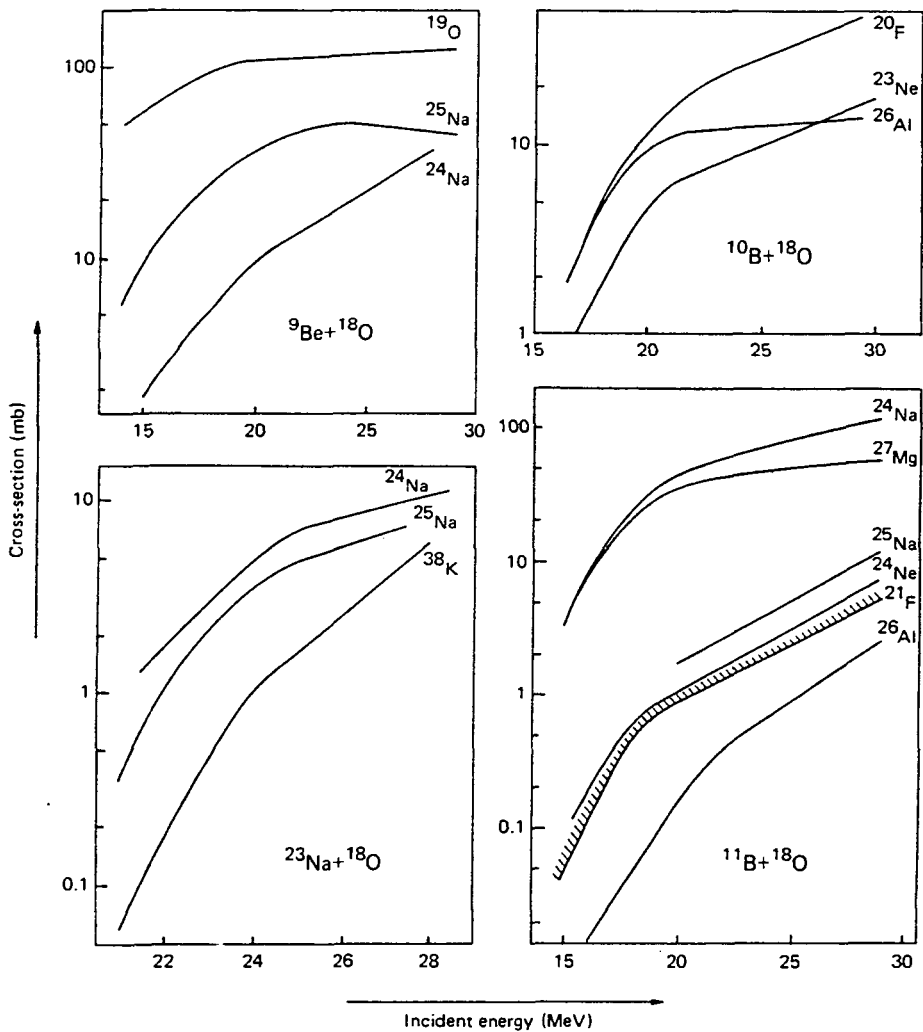 Cross-section (mb)
100
10
¹⁹O
²⁵Na
²⁴Na
⁹Be+¹⁸O
15 20 25 30
10
1
²⁰F
²³Ne
²⁶Al
¹⁰B+¹⁸O
15 20 25 30
10
1
0.1
²⁴Na
²⁵Na
³⁸K
²³Na+¹⁸O
22 24 26 28
100
10
1
0.1
²⁴Na
²⁷Mg
²⁵Na
²⁴Ne
²¹F
²⁶Al
¹¹B+¹⁸O
15 20 25 30
Incident energy (MeV)